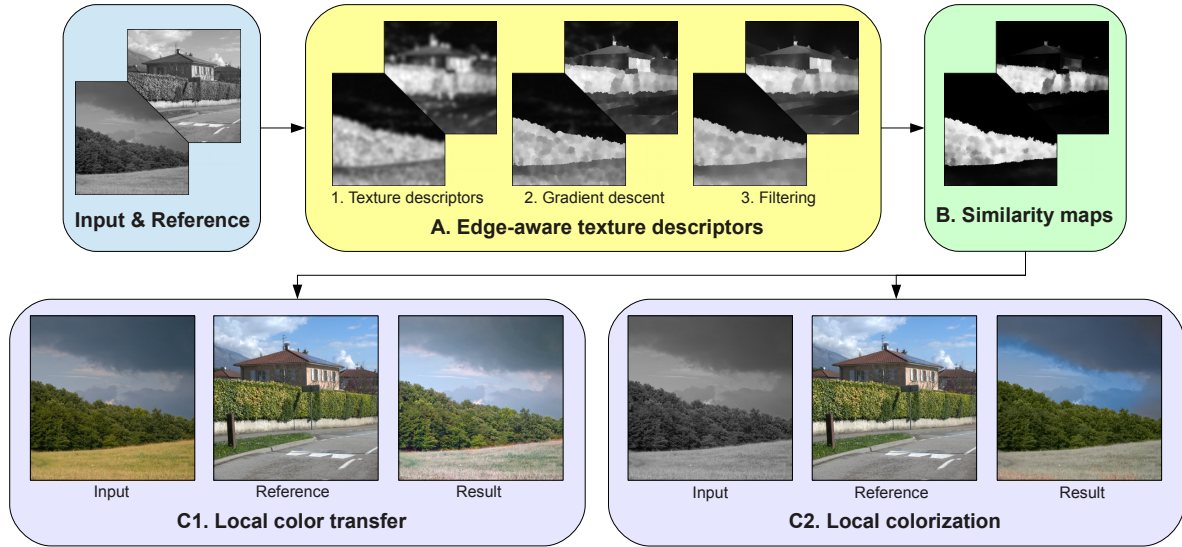 1. Texture descriptors
2. Gradient descent
3. Filtering
Input & Reference
A. Edge-aware texture descriptors
B. Similarity maps
Input
Reference
Result
C1. Local color transfer
Input
Reference
Result
C2. Local colorization